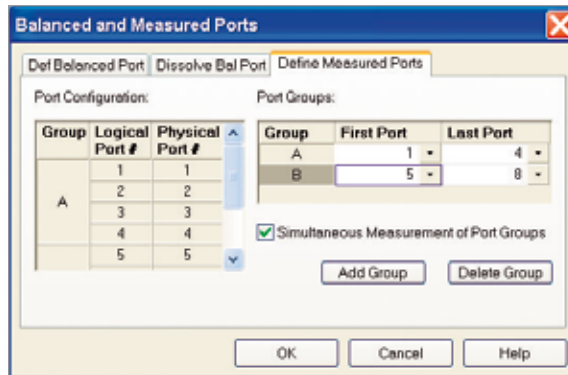 Balanced and Measured Ports
Def Balanced Port Dissolve Bal Port Define Measured Ports
Port Configuration: Port Groups:
Group Logical Port # Physical Port # Group First Port Last Port
A 1 4
B 5 8
A
1 1
2 2
3 3
4 4
5 5
Simultaneous Measurement of Port Groups
Add Group Delete Group
OK Cancel Help